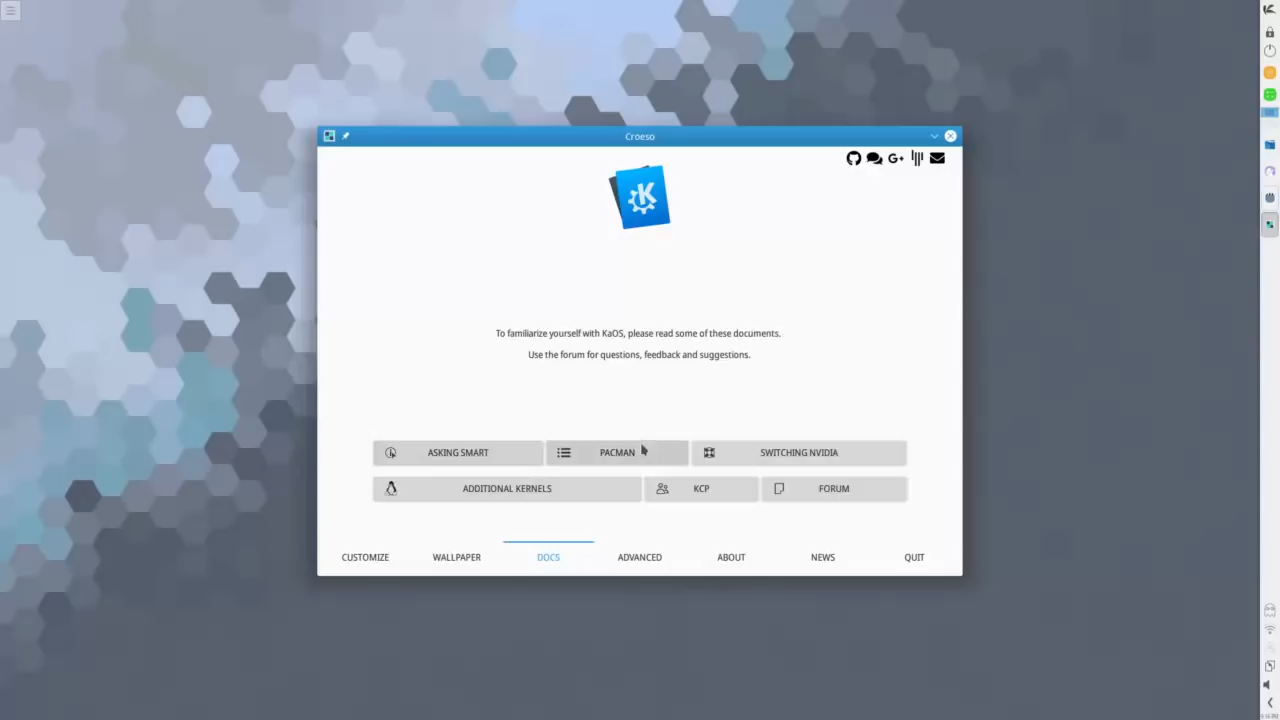 Croeso
G+
K
To familiarize yourself with KaOS, please read some of these documents.
Use the forum for questions, feedback and suggestions.
ASKING SMART
PACMAN
SWITCHING NVIDIA
ADDITIONAL KERNELS
KCP
FORUM
CUSTOMIZE
WALLPAPER
DOCS
ADVANCED
ABOUT
NEWS
QUIT